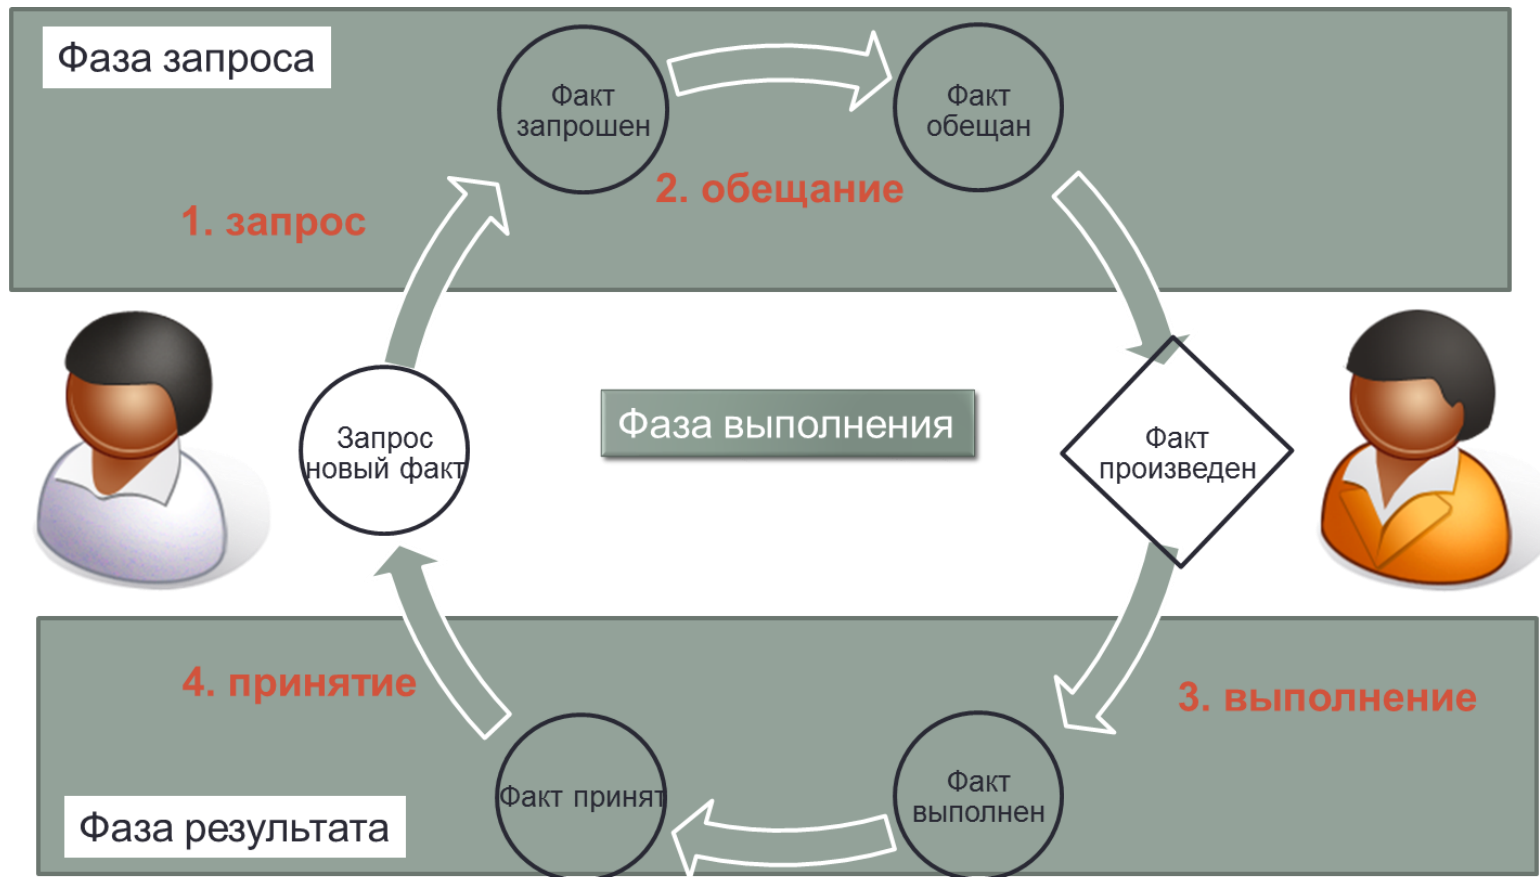 Фаза запроса
Факт
запрошен
Факт
обещан
1. запрос
2. обещание
Запрос
новый факт
Фаза выполнения
Факт
произведен
4. принятие
3. выполнение
Факт принят
Факт
выполнен
Фаза результата